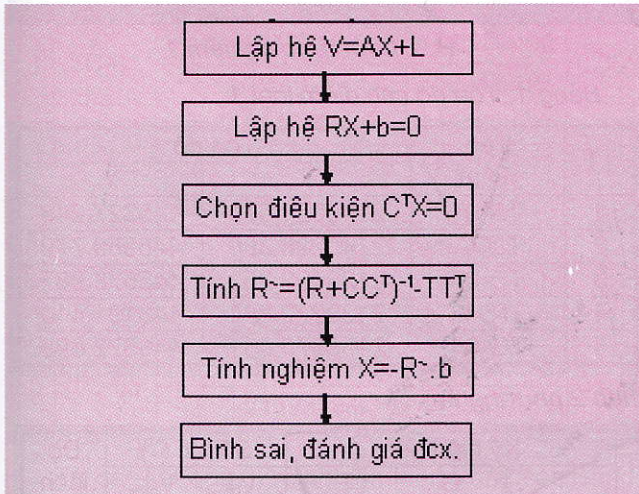 Lập hệ V=AX+L
Lập hệ RX+b=0
Chọn điêu kiện CᵀX=0
Tính R~=(R+CCᵀ)⁻¹-TTᵀ
Tính nghiệm X=-R~.b
Bình sai, đánh giá đcx.